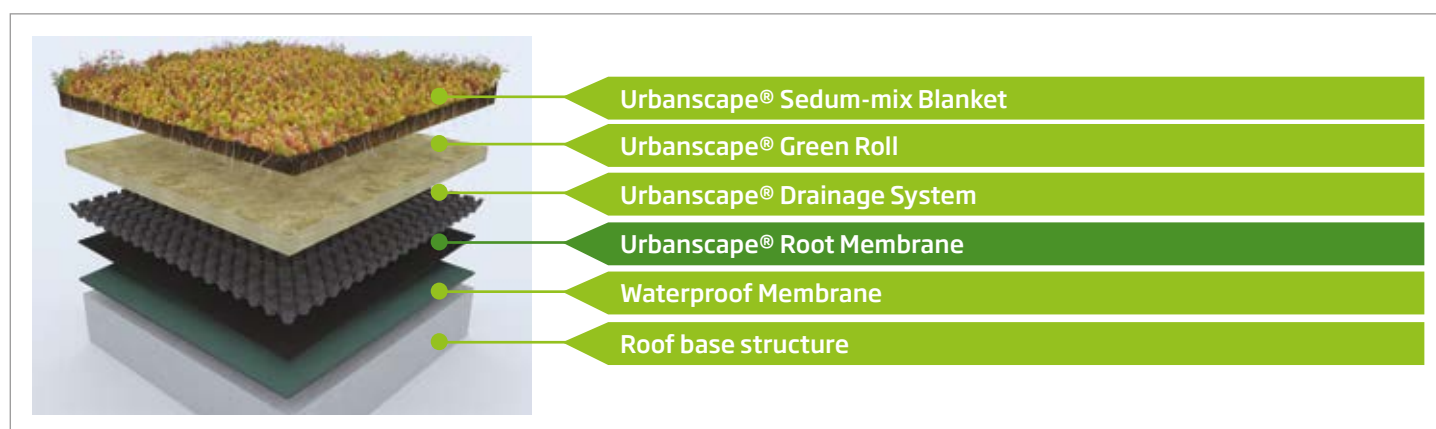 Urbanscape® Sedum-mix Blanket
Urbanscape® Green Roll
Urbanscape® Drainage System
Urbanscape® Root Membrane
Waterproof Membrane
Roof base structure